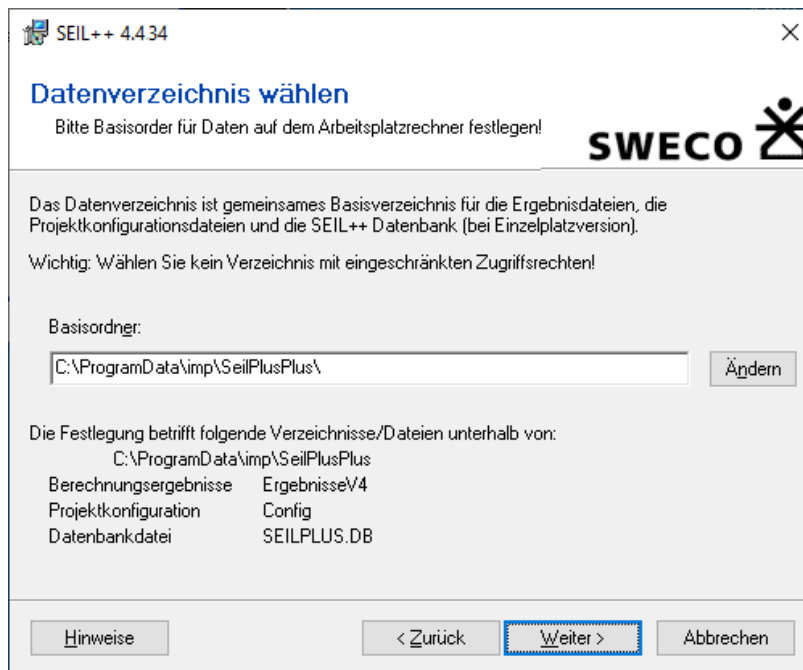 SEIL++ 4.4.34
Datenverzeichnis wählen
Bitte Basisorder für Daten auf dem Arbeitsplatzrechner festlegen!
SWECO
Das Datenverzeichnis ist gemeinsames Basisverzeichnis für die Ergebnisdateien, die
Projektkonfigurationsdateien und die SEIL++ Datenbank (bei Einzelplatzversion).
Wichtig: Wählen Sie kein Verzeichnis mit eingeschränkten Zugriffsrechten!
Basisordner:
C:\ProgramData\imp\SeilPlusPlus\
Ändern
Die Festlegung betrifft folgende Verzeichnisse/Dateien unterhalb von:
C:\ProgramData\imp\SeilPlusPlus
Berechnungsergebnisse ErgebnisseV4
Projektkonfiguration Config
Datenbankdatei SEILPLUS.DB
Hinweise < Zurück Weiter > Abbrechen